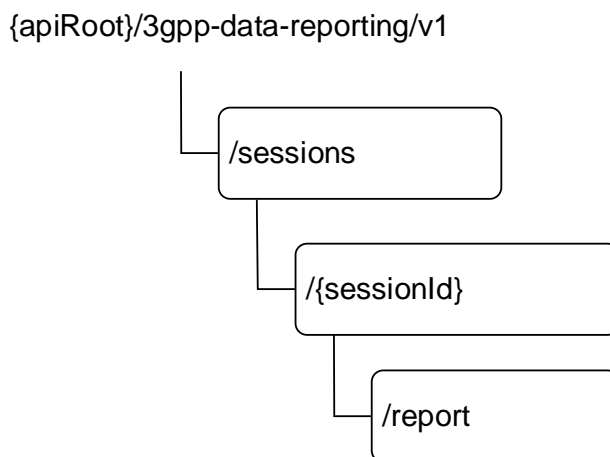 {apiRoot}/3gpp-data-reporting/v1
/sessions
/{sessionId}
/report